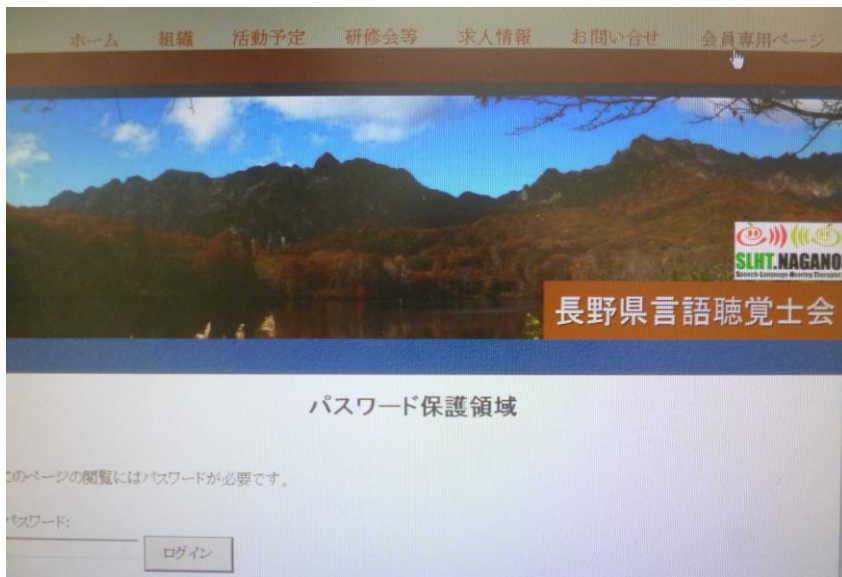 ホーム 組織 活動予定 研修会等 求人情報 お問い合せ 会員専用ページ
SLHT.NAGANO
Speech-Language-Hearing Therapist
長野県言語聴覚士会
パスワード保護領域
このページの閲覧にはパスワードが必要です。
パスワード:
ログイン